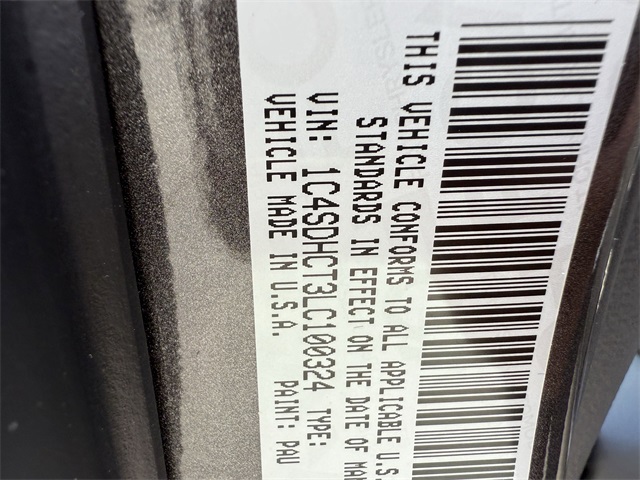 THIS VEHICLE CONFORMS TO ALL APPLICABLE U.S.
STANDARDS IN EFFECT ON THE DATE OF MAN
VIN: 1C4SDHCT3LC100324 TYPE:
VEHICLE MADE IN U.S.A. PAINT: PAU